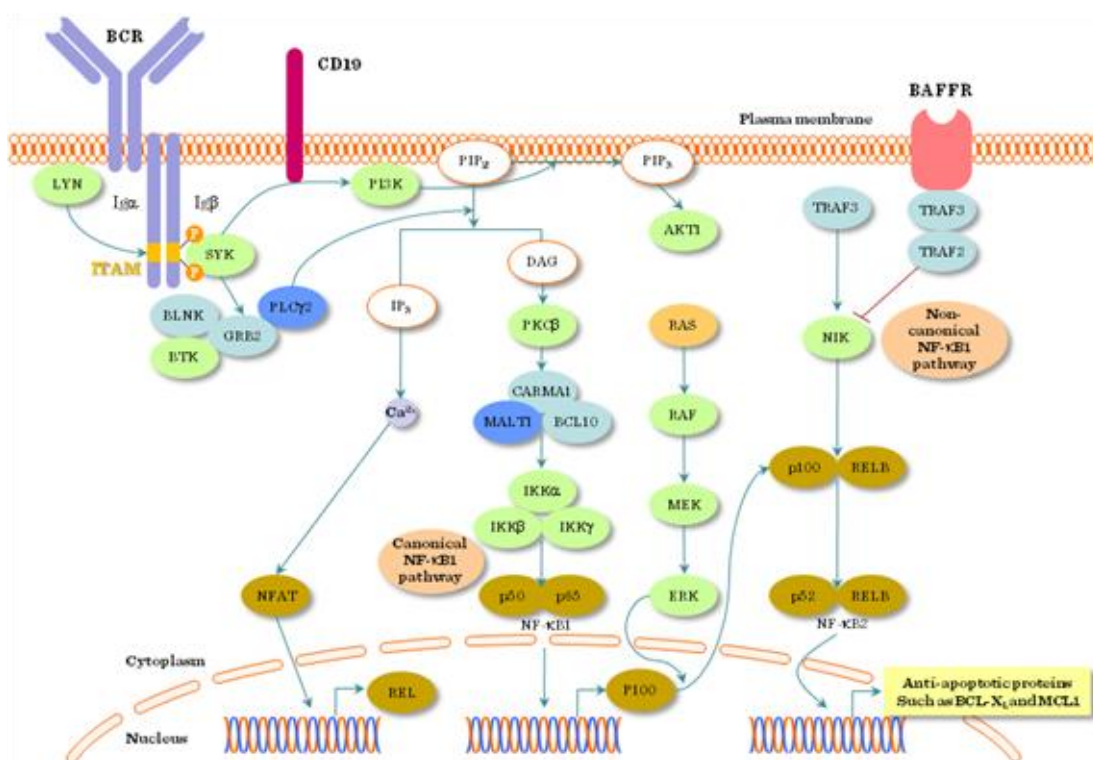 BCR
CD19
BAFFR
Plasma membrane
PIP₂
PIP₃
LYN
PI3K
Igα
Igβ
TRAF3
TRAF3
AKT1
P
SYK
ITAM
P
TRAF2
DAG
PLCγ2
IP₃
BLNK
GRB2
PKCβ
RAS
NIK
Non-
canonical
NF-κB1
pathway
BTK
CARMA1
Ca²⁺
RAF
MALT1
BCL10
p100
RELB
IKKα
MEK
IKKβ
IKKγ
Canonical
NF-κB1
pathway
NFAT
p50
p65
ERK
p52
RELB
NF-κB1
NF-κB2
Cytoplasm
REL
P100
Anti-apoptotic proteins
Such as BCL-X_L and MCL1
Nucleus